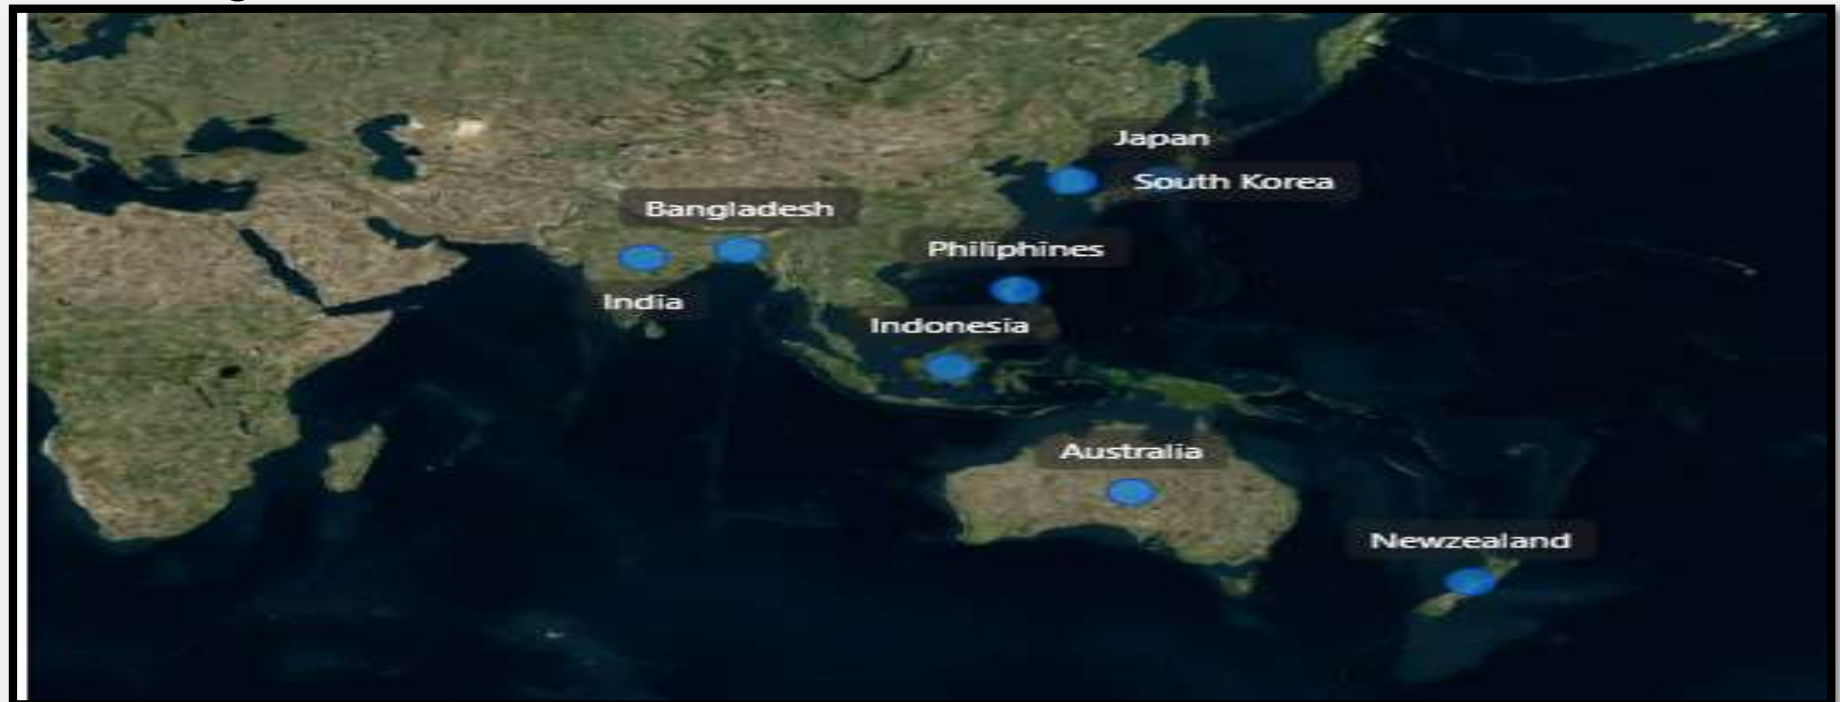 Japan
South Korea
Bangladesh
Philiphines
India
Indonesia
Australia
Newzealand